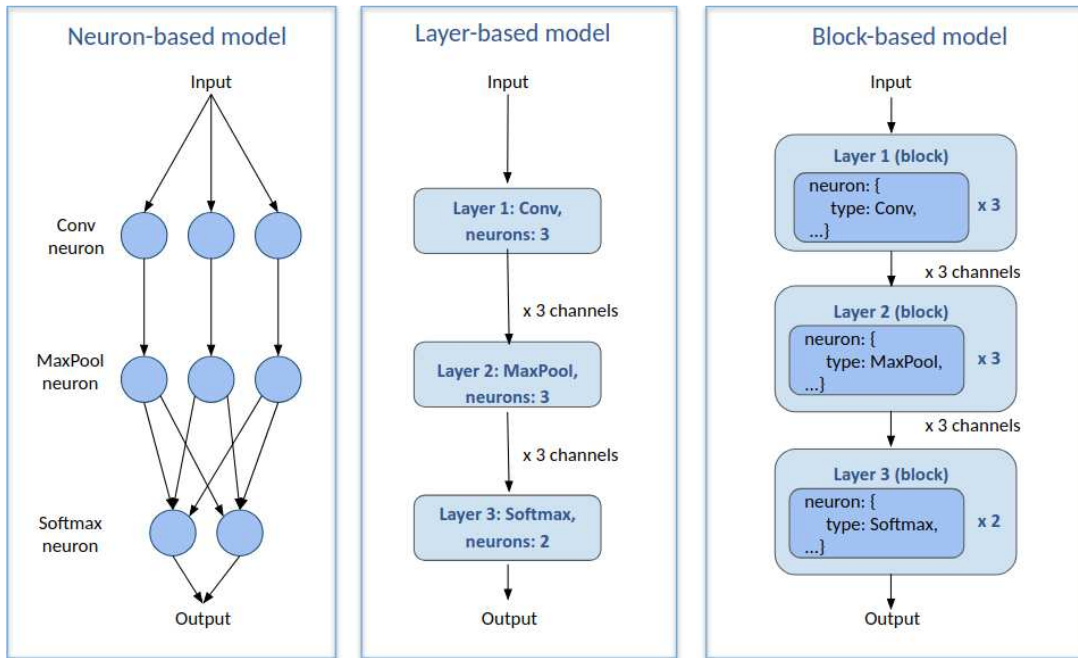 Neuron-based model
Input
Conv
neuron
MaxPool
neuron
Softmax
neuron
Output
Layer-based model
Input
Layer 1: Conv,
neurons: 3
x 3 channels
Layer 2: MaxPool,
neurons: 3
x 3 channels
Layer 3: Softmax,
neurons: 2
Output
Block-based model
Input
Layer 1 (block)
neuron: {
type: Conv,
...}
x 3
x 3 channels
Layer 2 (block)
neuron: {
type: MaxPool,
...}
x 3
x 3 channels
Layer 3 (block)
neuron: {
type: Softmax,
...}
x 2
Output